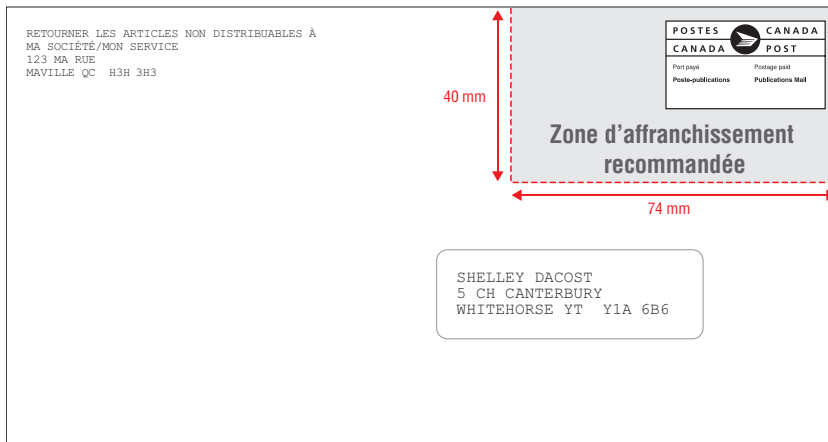 RETOURNER LES ARTICLES NON DISTRIBUABLES À
MA SOCIÉTÉ/MON SERVICE
123 MA RUE
MAVILLE QC  H3H 3H3
POSTES CANADA
CANADA POST
Port payé Postage paid
Poste-publications Publications Mail
40 mm
Zone d'affranchissement
recommandée
74 mm
SHELLEY DACOST
5 CH CANTERBURY
WHITEHORSE YT  Y1A 6B6